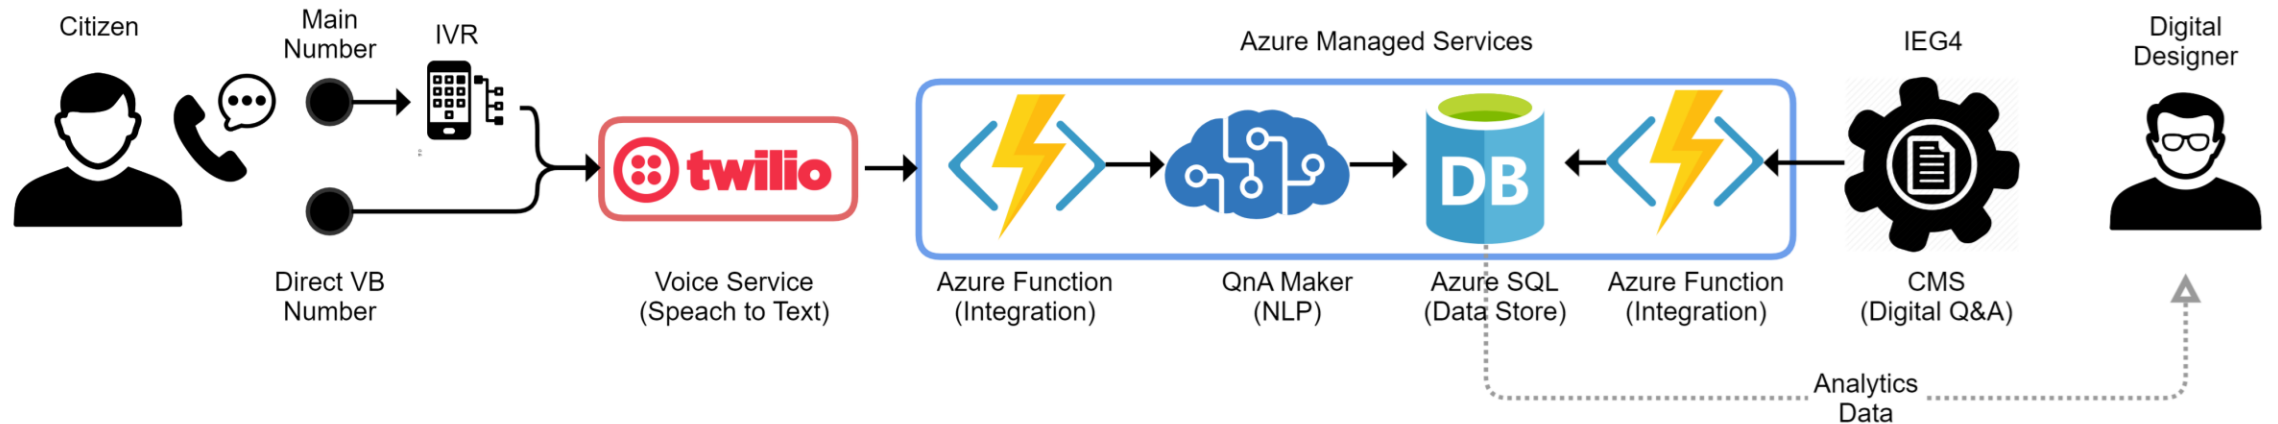 Citizen
Main
Number
IVR
Azure Managed Services
IEG4
Digital
Designer
twilio
DB
Direct VB
Number
Voice Service
(Speach to Text)
Azure Function
(Integration)
QnA Maker
(NLP)
Azure SQL
(Data Store)
Azure Function
(Integration)
CMS
(Digital Q&A)
Analytics
Data